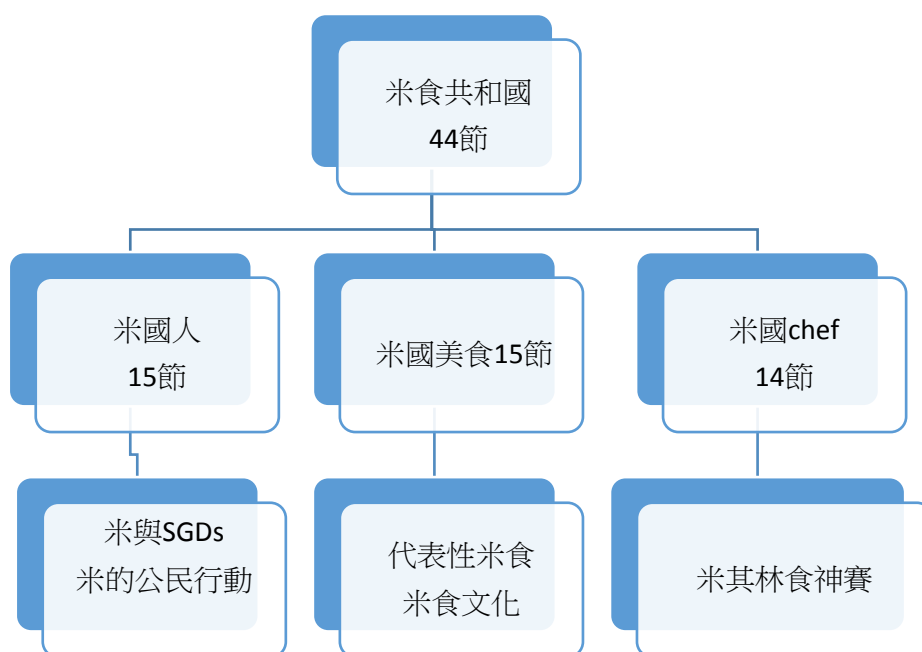 米食共和國
44節
米國人
15節
米國美食15節
米國chef
14節
米與SGDs
米的公民行動
代表性米食
米食文化
米其林食神賽